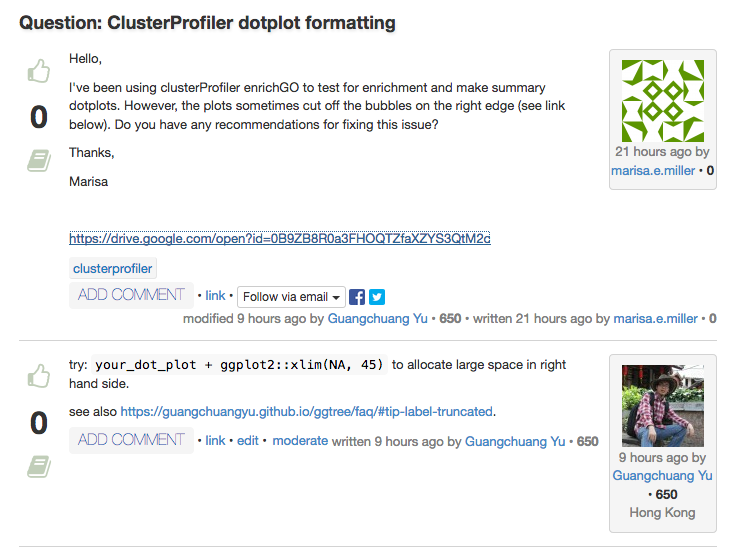 Question: ClusterProfiler dotplot formatting
Hello,
I've been using clusterProfiler enrichGO to test for enrichment and make summary
dotplots. However, the plots sometimes cut off the bubbles on the right edge (see link
below). Do you have any recommendations for fixing this issue?
Thanks,
Marisa
0
21 hours ago by
marisa.e.miller • 0
https://drive.google.com/open?id=0B9ZB8R0a3FHOQTZfaXZYS3QtM2c
clusterprofiler
ADD COMMENT • link • Follow via email
modified 9 hours ago by Guangchuang Yu • 650 • written 21 hours ago by marisa.e.miller • 0
try: your_dot_plot + ggplot2::xlim(NA, 45) to allocate large space in right
hand side.
see also https://guangchuangyu.github.io/ggtree/faq/#tip-label-truncated.
0
ADD COMMENT • link • edit • moderate written 9 hours ago by Guangchuang Yu • 650
9 hours ago by
Guangchuang Yu
• 650
Hong Kong